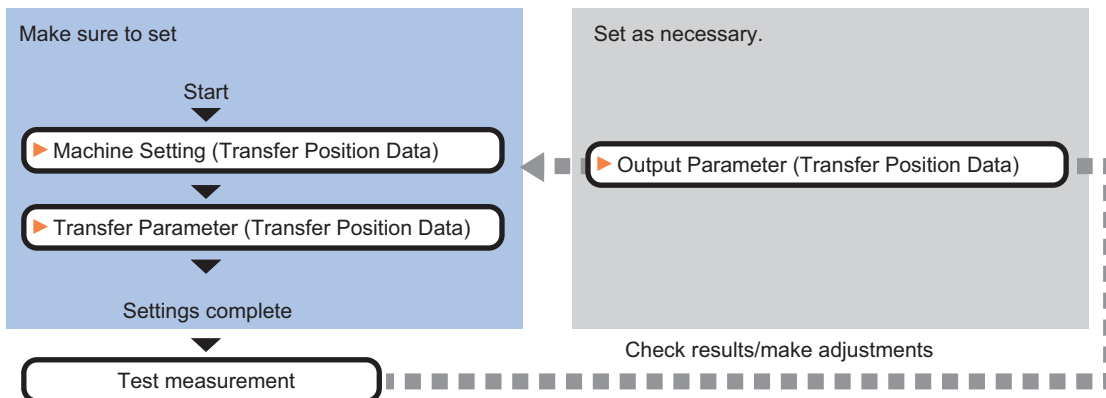 Make sure to set
Start
Machine Setting (Transfer Position Data)
Transfer Parameter (Transfer Position Data)
Settings complete
Test measurement
Set as necessary.
Output Parameter (Transfer Position Data)
Check results/make adjustments